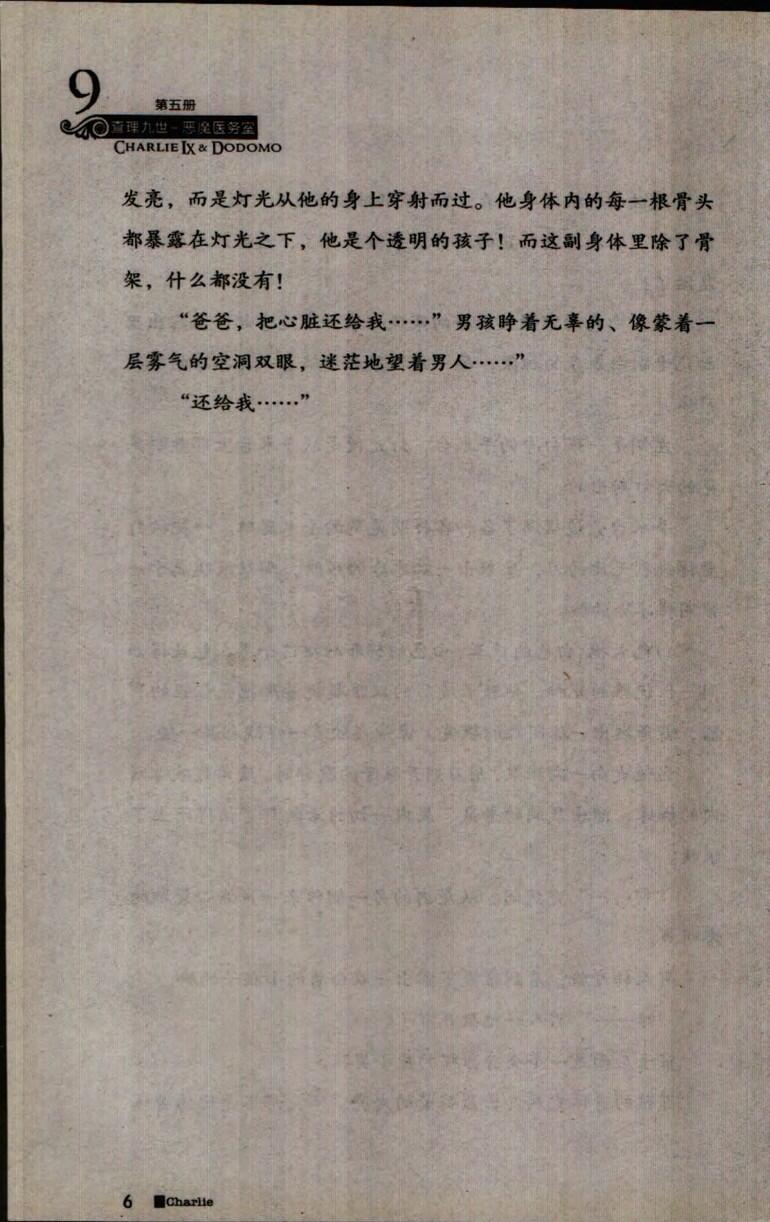 9
第五册
查理九世-恶魔医务室
CHARLIE IX & DODOMO
发亮，而是灯光从他的身上穿射而过。他身体内的每一根骨头
都暴露在灯光之下，他是个透明的孩子！而这副身体里除了骨
架，什么都没有！
“爸爸，把心脏还给我……”男孩睁着无辜的、像蒙着一
层雾气的空洞双眼，迷茫地望着男人……”
“还给我……”
6 ■Charlie